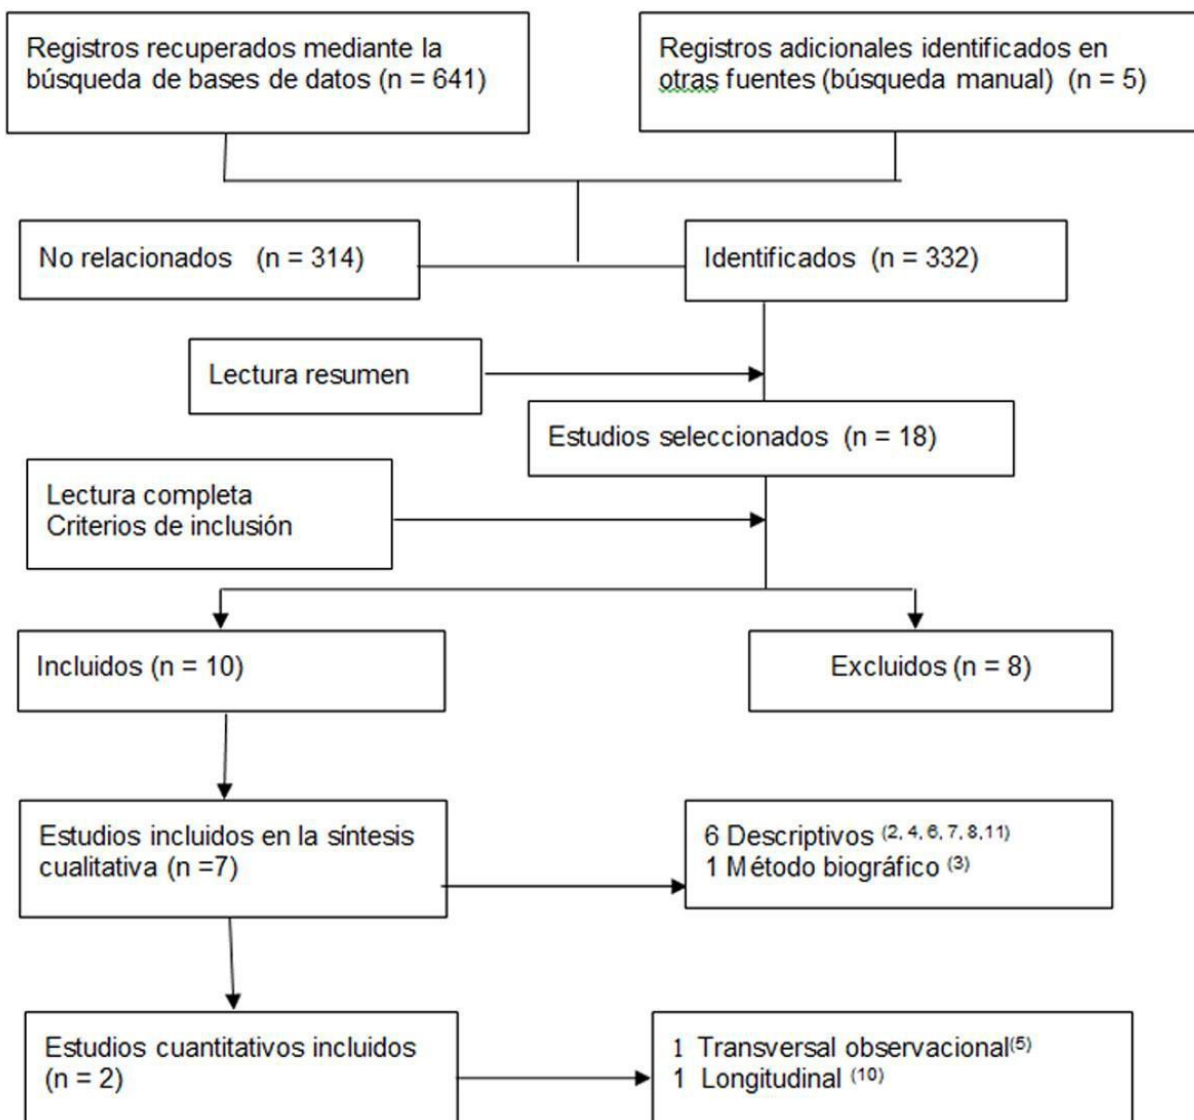 Registros recuperados mediante la
búsqueda de bases de datos (n = 641)
Registros adicionales identificados en
otras fuentes (búsqueda manual) (n = 5)
No relacionados (n = 314)
Identificados (n = 332)
Lectura resumen
Estudios seleccionados (n = 18)
Lectura completa
Criterios de inclusión
Incluidos (n = 10)
Excluidos (n = 8)
Estudios incluidos en la síntesis
cualitativa (n =7)
6 Descriptivos (2, 4, 6, 7, 8,11)
1 Método biográfico (3)
Estudios cuantitativos incluidos
(n = 2)
1 Transversal observacional(5)
1 Longitudinal (10)